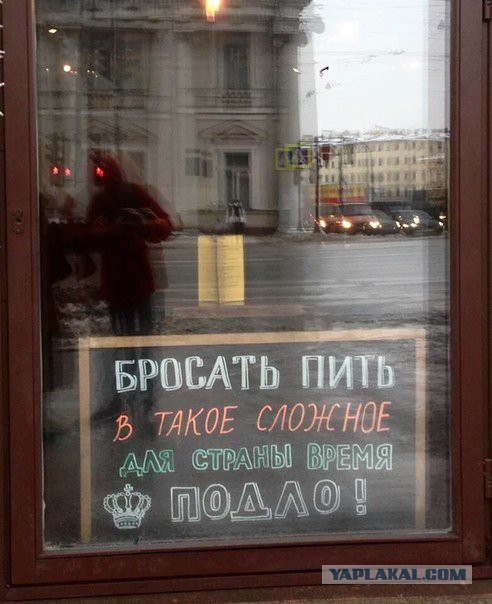 БРОСАТЬ ПИТЬ
В ТАКОЕ СЛОЖНОЕ
ДЛЯ СТРАНЫ ВРЕМЯ
ПОДЛО!
YAPLAKAL.COM